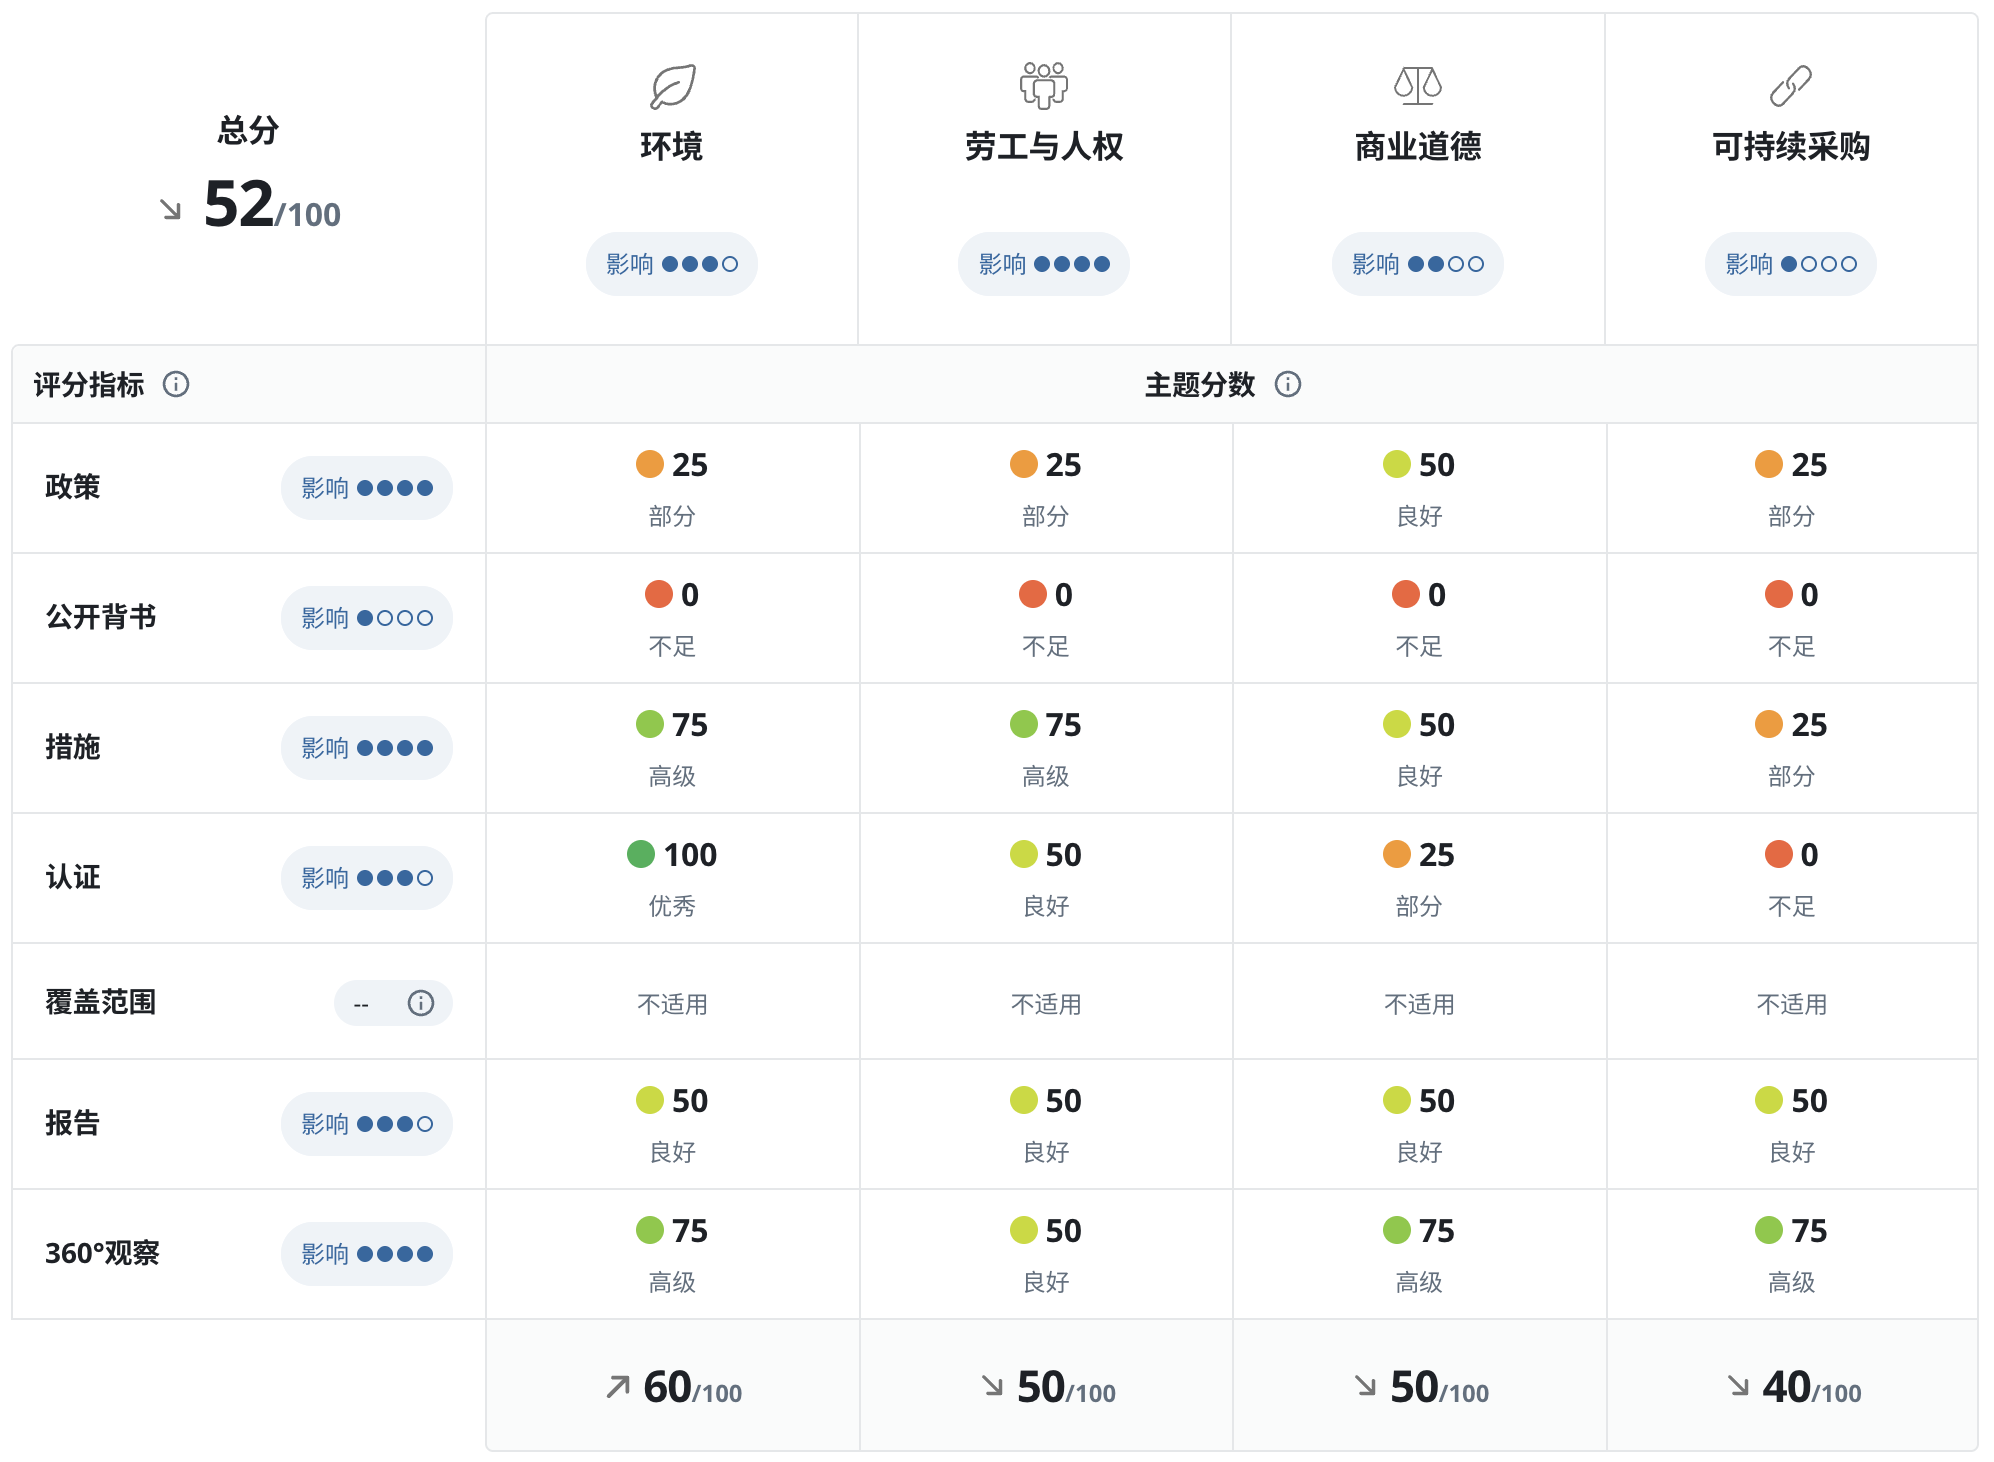 总分
52/100
环境
影响
劳工与人权
影响
商业道德
影响
可持续采购
影响
评分指标
主题分数
政策 影响
25 25 50 25
部分 部分 良好 部分
公开背书 影响
0 0 0 0
不足 不足 不足 不足
措施 影响
75 75 50 25
高级 高级 良好 部分
认证 影响
100 50 25 0
优秀 良好 部分 不足
覆盖范围 --
不适用 不适用 不适用 不适用
报告 影响
50 50 50 50
良好 良好 良好 良好
360°观察 影响
75 50 75 75
高级 良好 高级 高级
60/100 50/100 50/100 40/100